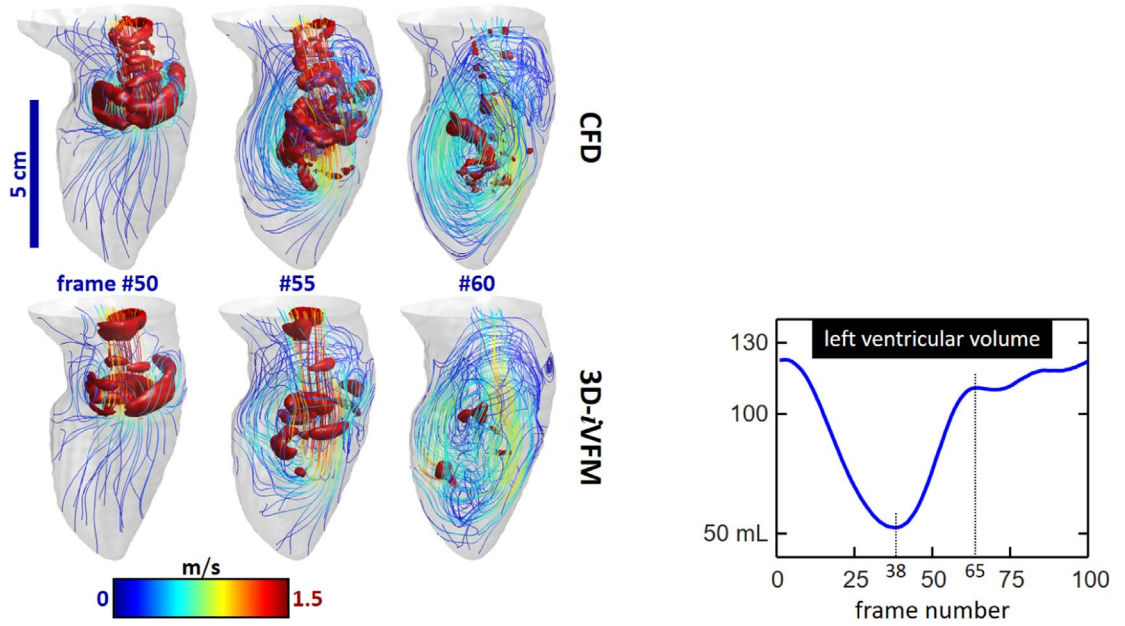 CFD
5 cm
frame #50
#55
#60
3D-iVFM
m/s
0
1.5
left ventricular volume
130
100
50 mL
0
25
38
50
65
75
100
frame number